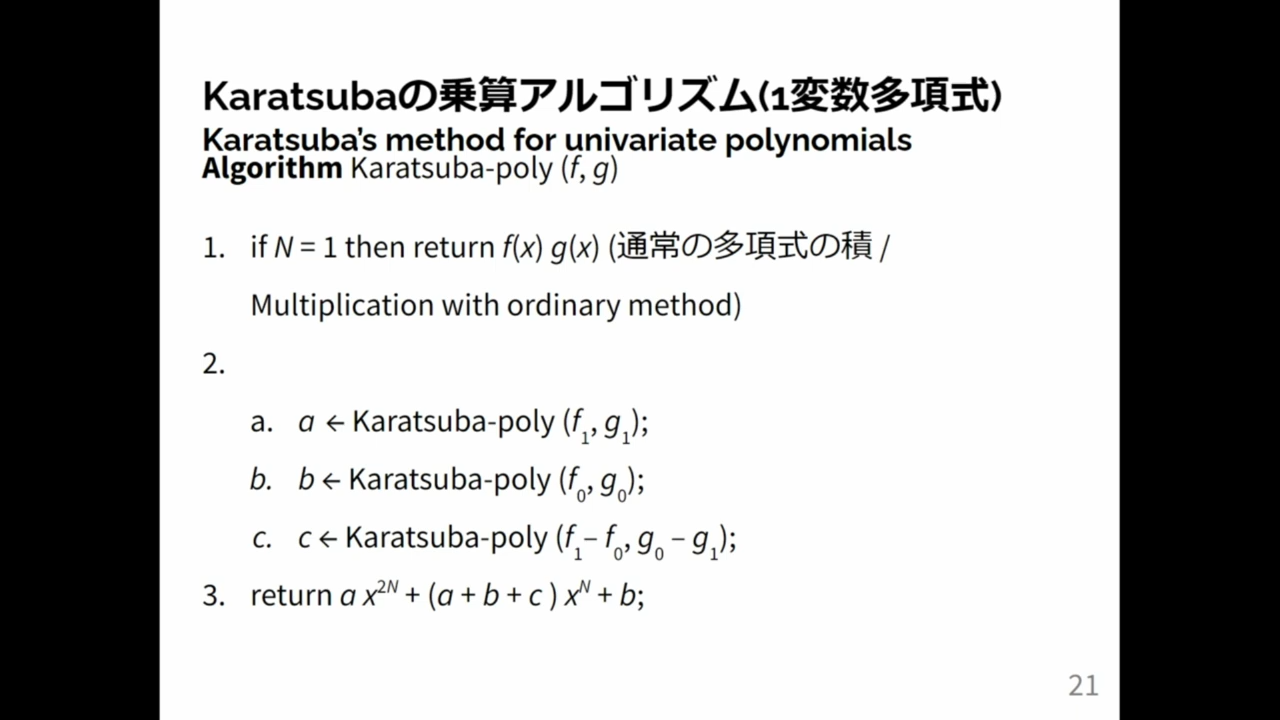 Karatsubaの乗算アルゴリズム(1変数多項式)
Karatsuba's method for univariate polynomials
Algorithm Karatsuba-poly (f, g)
1. if N = 1 then return f(x) g(x) (通常の多項式の積 /
Multiplication with ordinary method)
2.
a. a ← Karatsuba-poly (f₁, g₁);
b. b ← Karatsuba-poly (f₀, g₀);
c. c ← Karatsuba-poly (f₁– f₀, g₀ – g₁);
3. return a x²ᴺ + (a + b + c ) xᴺ + b;
21